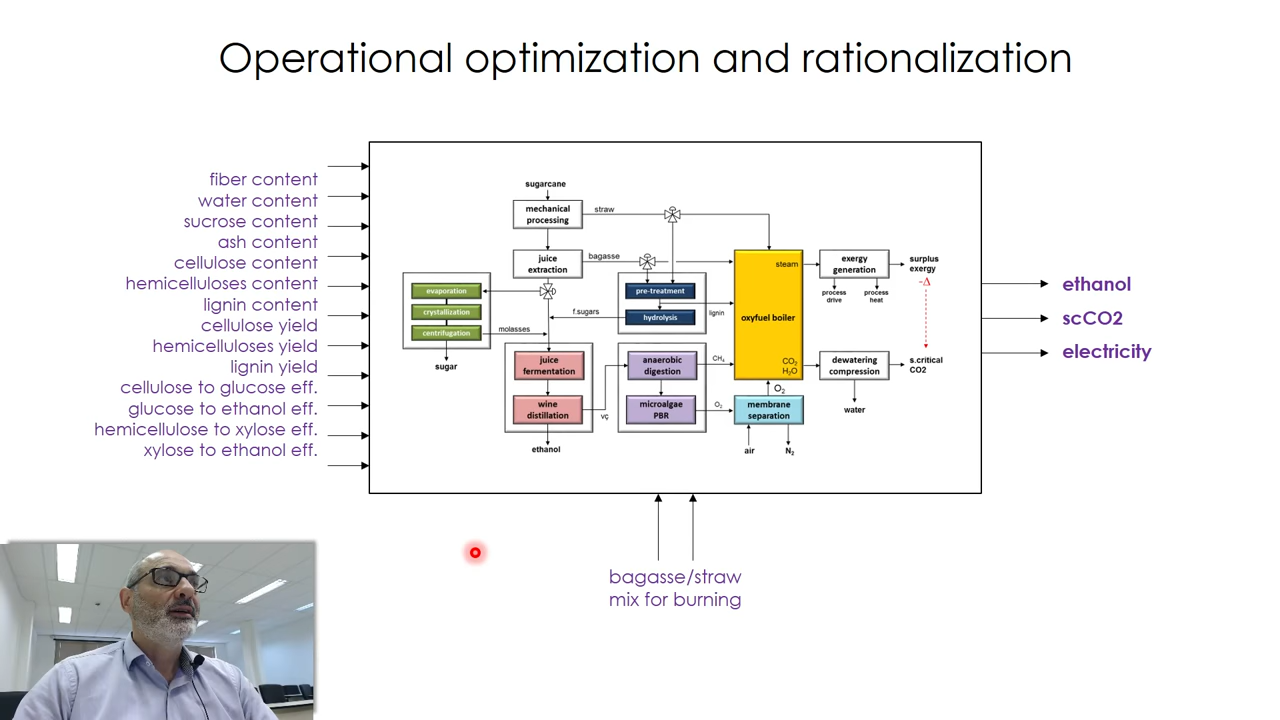 Operational optimization and rationalization
fiber content
water content
sucrose content
ash content
cellulose content
hemicelluloses content
lignin content
cellulose yield
hemicelluloses yield
lignin yield
cellulose to glucose eff.
glucose to ethanol eff.
hemicellulose to xylose eff.
xylose to ethanol eff.
sugarcane
mechanical
processing
straw
juice
extraction
bagasse
evaporation
crystallization
centrifugation
molasses
sugar
f.sugars
pre-treatment
hydrolysis
lignin
juice
fermentation
wine
distillation
ethanol
vç
anaerobic
digestion
microalgae
PBR
CH4
O2
steam
oxyfuel boiler
CO2
H2O
O2
membrane
separation
air
N2
exergy
generation
process
drive
process
heat
surplus
exergy
-Δ
dewatering
compression
water
s.critical
CO2
ethanol
scCO2
electricity
bagasse/straw
mix for burning